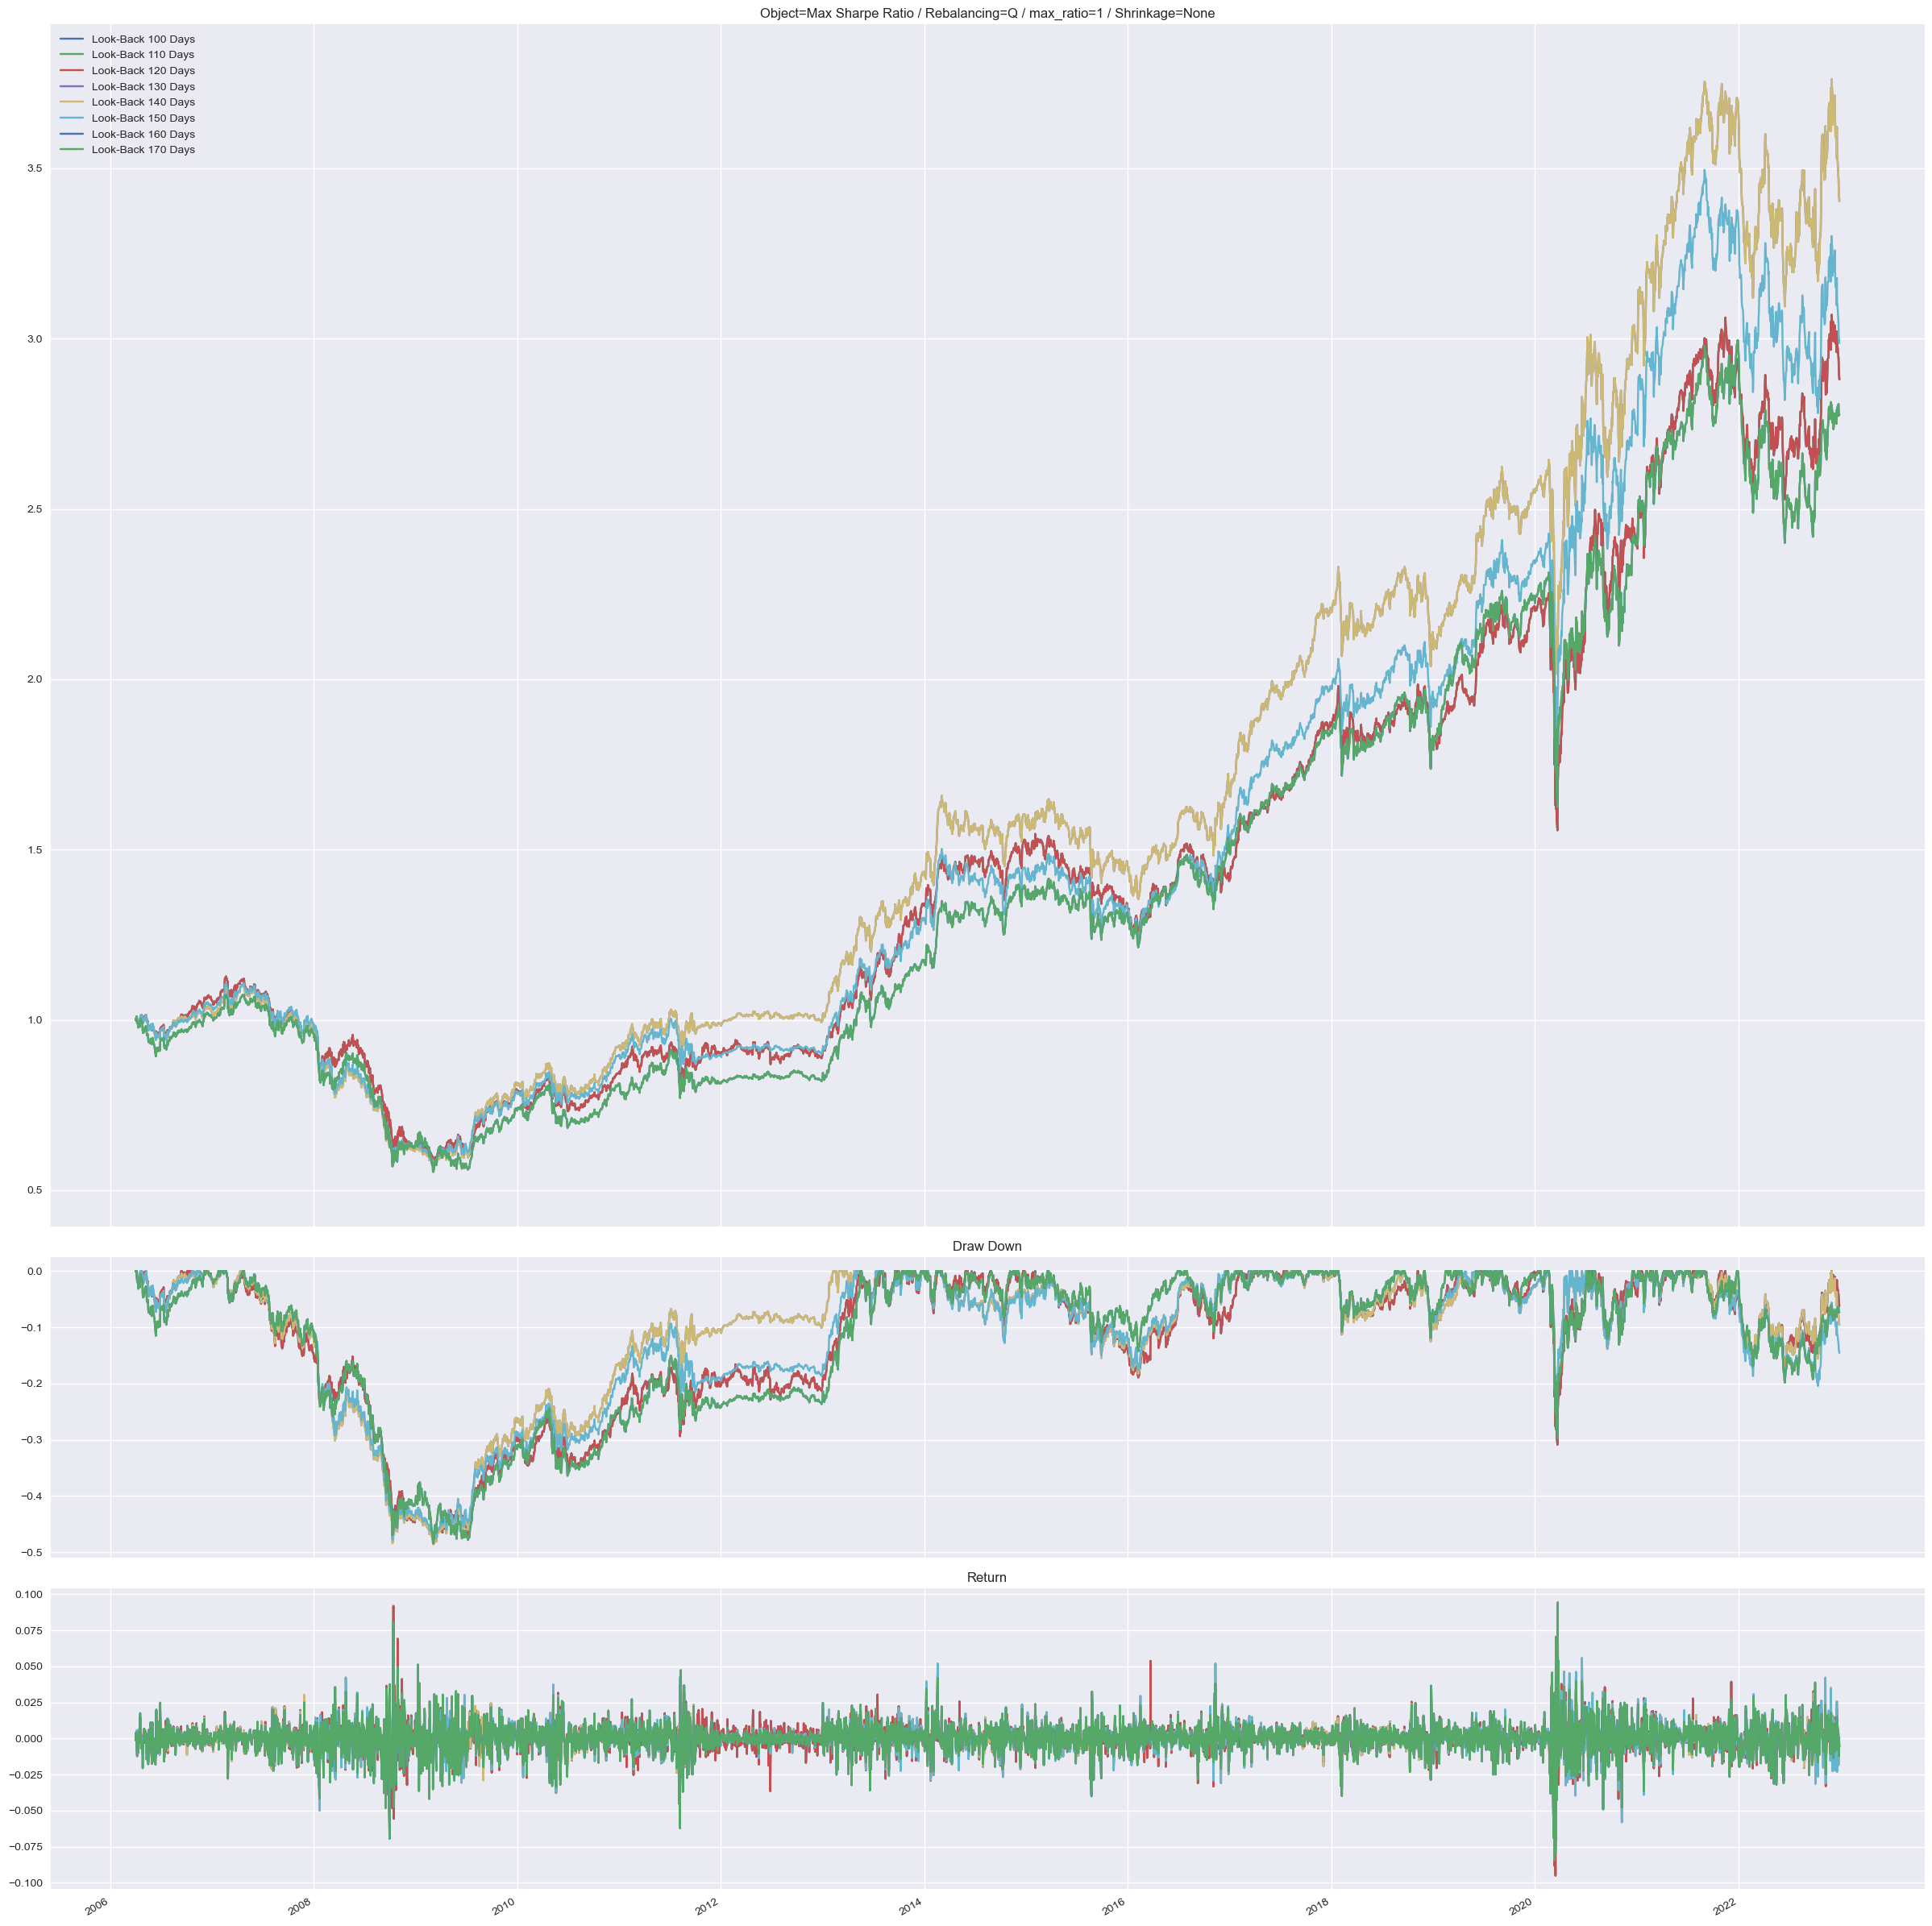 Object=Max Sharpe Ratio / Rebalancing=Q / max_ratio=1 / Shrinkage=None
Look-Back 100 Days
Look-Back 110 Days
Look-Back 120 Days
Look-Back 130 Days
Look-Back 140 Days
Look-Back 150 Days
Look-Back 160 Days
Look-Back 170 Days
3.5
3.0
2.5
2.0
1.5
1.0
0.5
Draw Down
0.0
−0.1
−0.2
−0.3
−0.4
−0.5
Return
0.100
0.075
0.050
0.025
0.000
−0.025
−0.050
−0.075
−0.100
2006
2008
2010
2012
2014
2016
2018
2020
2022